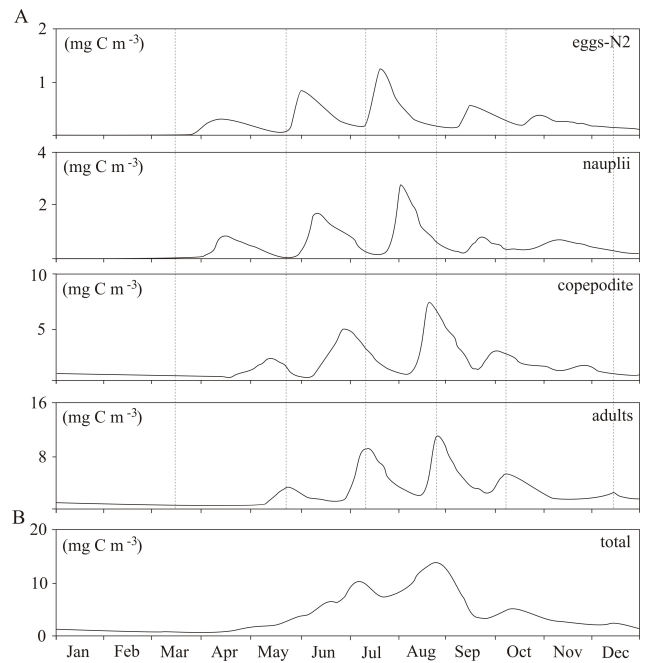 A
2
(mg C m -3)
eggs-N2
1
4
(mg C m -3)
nauplii
2
10
(mg C m -3)
copepodite
5
16
(mg C m -3)
adults
8
B
20
(mg C m -3)
total
10
0
Jan Feb Mar Apr May Jun Jul Aug Sep Oct Nov Dec